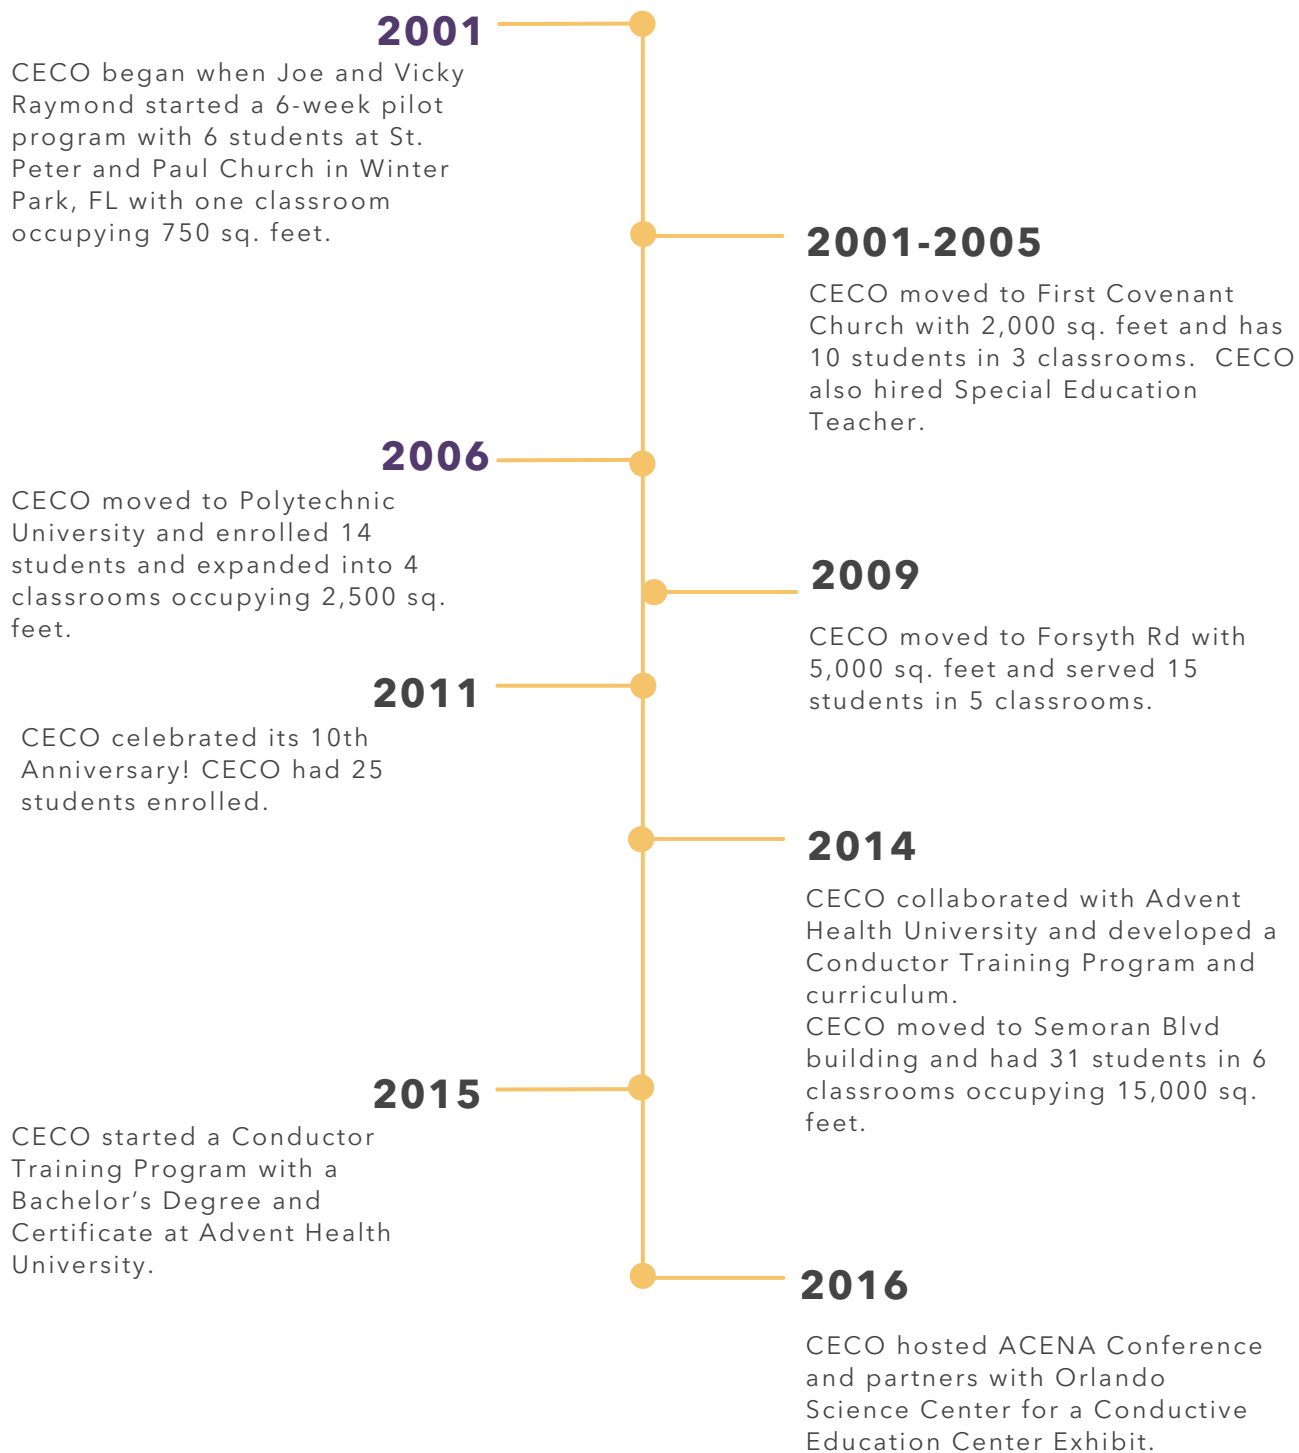 2001
CECO began when Joe and Vicky
Raymond started a 6-week pilot
program with 6 students at St.
Peter and Paul Church in Winter
Park, FL with one classroom
occupying 750 sq. feet.
2001-2005
CECO moved to First Covenant
Church with 2,000 sq. feet and has
10 students in 3 classrooms.  CECO
also hired Special Education
Teacher.
2006
CECO moved to Polytechnic
University and enrolled 14
students and expanded into 4
classrooms occupying 2,500 sq.
feet.
2009
CECO moved to Forsyth Rd with
5,000 sq. feet and served 15
students in 5 classrooms.
2011
CECO celebrated its 10th
Anniversary! CECO had 25
students enrolled.
2014
CECO collaborated with Advent
Health University and developed a
Conductor Training Program and
curriculum.
CECO moved to Semoran Blvd
building and had 31 students in 6
classrooms occupying 15,000 sq.
feet.
2015
CECO started a Conductor
Training Program with a
Bachelor’s Degree and
Certificate at Advent Health
University.
2016
CECO hosted ACENA Conference
and partners with Orlando
Science Center for a Conductive
Education Center Exhibit.